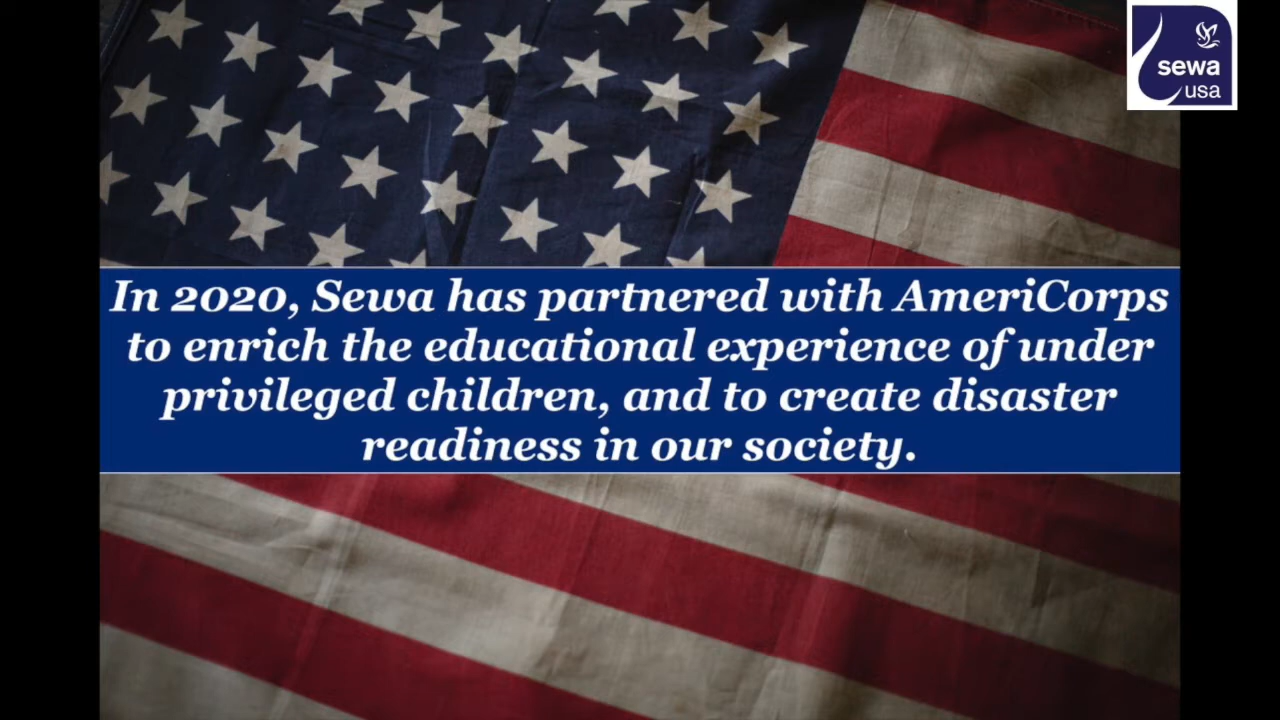 sewa
usa
In 2020, Sewa has partnered with AmeriCorps
to enrich the educational experience of under
privileged children, and to create disaster
readiness in our society.